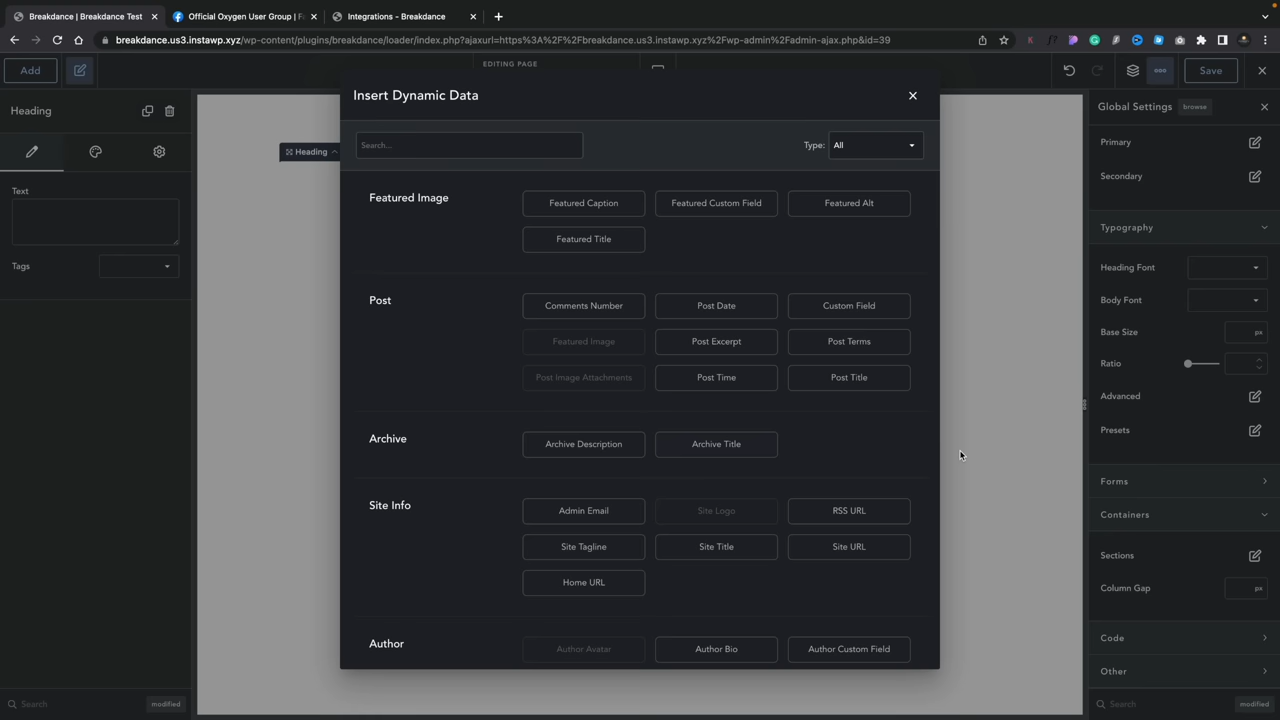 Breakdance | Breakdance Test
Official Oxygen User Group | F
Integrations – Breakdance
breakdance.us3.instawp.xyz/wp-content/plugins/breakdance/loader/index.php?ajaxurl=https%3A%2F%2Fbreakdance.us3.instawp.xyz%2Fwp-admin%2Fadmin-ajax.php&id=39
Add
EDITING PAGE
Save
Heading
Insert Dynamic Data
Global Settings
browse
Search...
Type:
All
Heading
Primary
Secondary
Text
Tags
Featured Image
Featured Caption
Featured Custom Field
Featured Alt
Featured Title
Post
Comments Number
Post Date
Custom Field
Featured Image
Post Excerpt
Post Terms
Post Image Attachments
Post Time
Post Title
Archive
Archive Description
Archive Title
Site Info
Admin Email
Site Logo
RSS URL
Site Tagline
Site Title
Site URL
Home URL
Author
Author Avatar
Author Bio
Author Custom Field
Typography
Heading Font
Body Font
Base Size
px
Ratio
Advanced
Presets
Forms
Containers
Sections
Column Gap
px
Code
Other
Search
modified
Search
modified